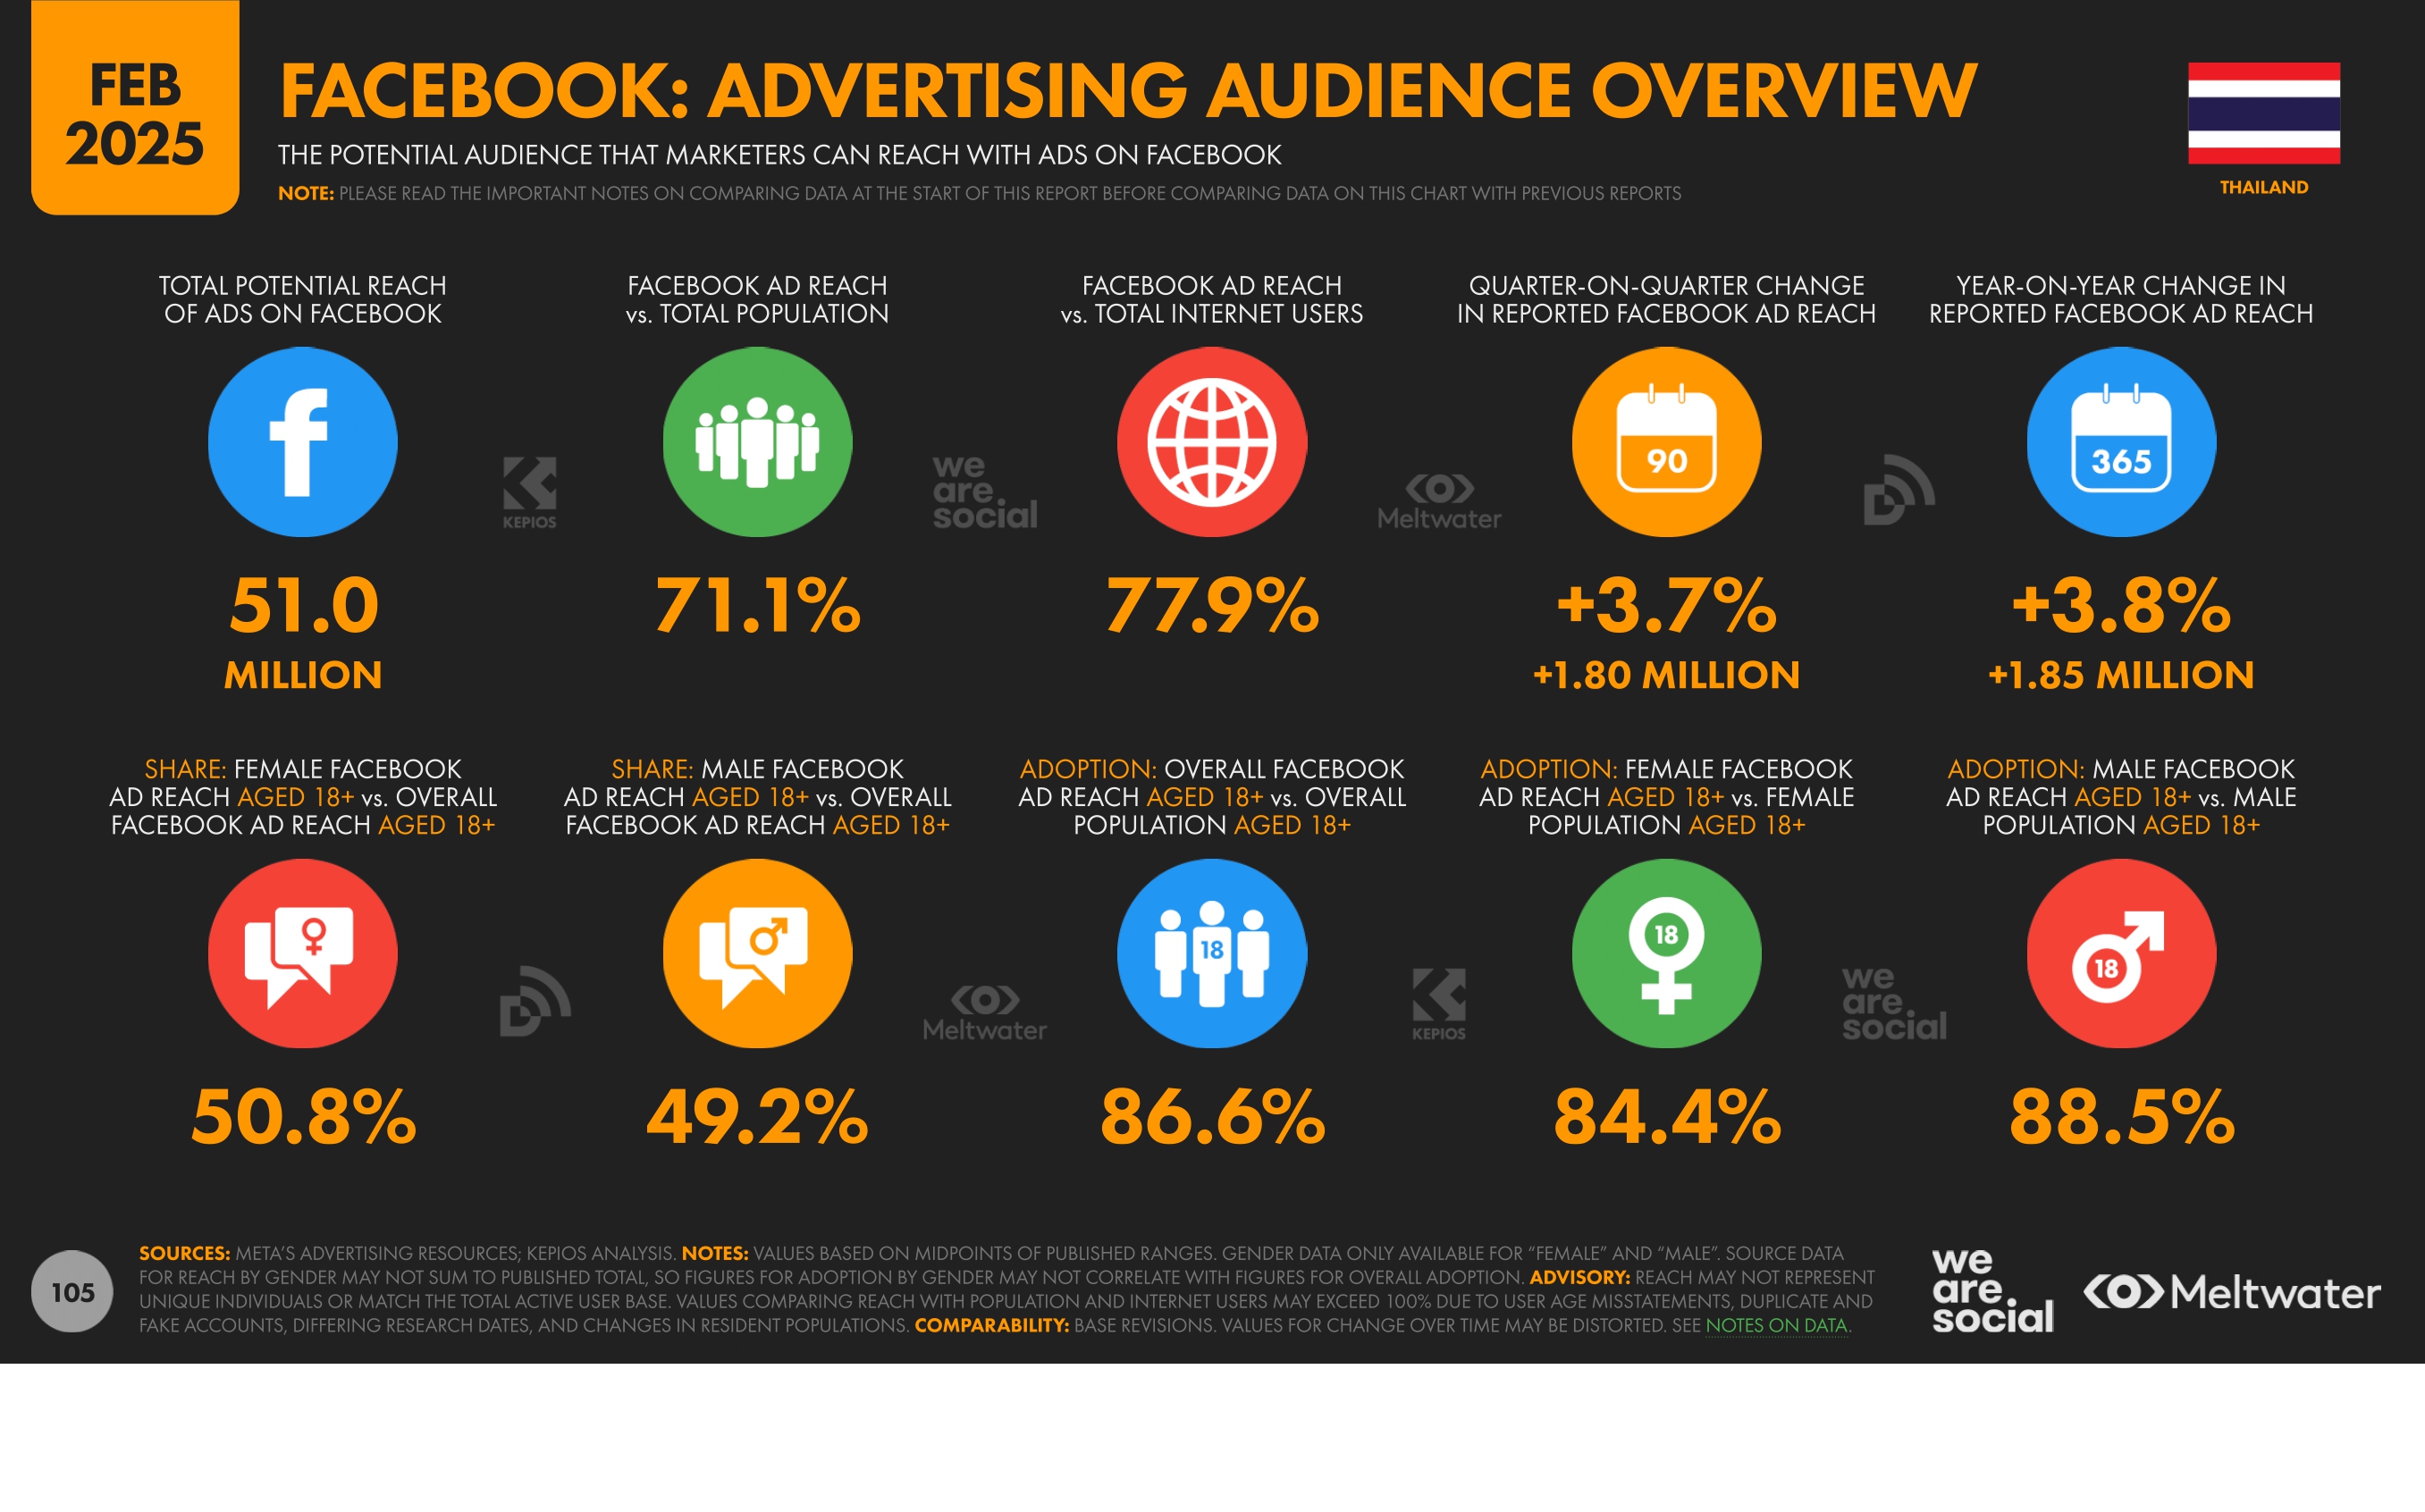 FEB
2025
FACEBOOK: ADVERTISING AUDIENCE OVERVIEW
THE POTENTIAL AUDIENCE THAT MARKETERS CAN REACH WITH ADS ON FACEBOOK
NOTE: PLEASE READ THE IMPORTANT NOTES ON COMPARING DATA AT THE START OF THIS REPORT BEFORE COMPARING DATA ON THIS CHART WITH PREVIOUS REPORTS
THAILAND
TOTAL POTENTIAL REACH
OF ADS ON FACEBOOK
51.0
MILLION
FACEBOOK AD REACH
vs. TOTAL POPULATION
71.1%
FACEBOOK AD REACH
vs. TOTAL INTERNET USERS
77.9%
QUARTER-ON-QUARTER CHANGE
IN REPORTED FACEBOOK AD REACH
90
+3.7%
+1.80 MILLION
YEAR-ON-YEAR CHANGE IN
REPORTED FACEBOOK AD REACH
365
+3.8%
+1.85 MILLION
KEPIOS
we
are
social
Meltwater
SHARE: FEMALE FACEBOOK
AD REACH AGED 18+ vs. OVERALL
FACEBOOK AD REACH AGED 18+
50.8%
SHARE: MALE FACEBOOK
AD REACH AGED 18+ vs. OVERALL
FACEBOOK AD REACH AGED 18+
49.2%
ADOPTION: OVERALL FACEBOOK
AD REACH AGED 18+ vs. OVERALL
POPULATION AGED 18+
18
86.6%
ADOPTION: FEMALE FACEBOOK
AD REACH AGED 18+ vs. FEMALE
POPULATION AGED 18+
18
84.4%
ADOPTION: MALE FACEBOOK
AD REACH AGED 18+ vs. MALE
POPULATION AGED 18+
18
88.5%
Meltwater
KEPIOS
we
are
social
105
SOURCES: META'S ADVERTISING RESOURCES; KEPIOS ANALYSIS. NOTES: VALUES BASED ON MIDPOINTS OF PUBLISHED RANGES. GENDER DATA ONLY AVAILABLE FOR “FEMALE” AND “MALE”. SOURCE DATA
FOR REACH BY GENDER MAY NOT SUM TO PUBLISHED TOTAL, SO FIGURES FOR ADOPTION BY GENDER MAY NOT CORRELATE WITH FIGURES FOR OVERALL ADOPTION. ADVISORY: REACH MAY NOT REPRESENT
UNIQUE INDIVIDUALS OR MATCH THE TOTAL ACTIVE USER BASE. VALUES COMPARING REACH WITH POPULATION AND INTERNET USERS MAY EXCEED 100% DUE TO USER AGE MISSTATEMENTS, DUPLICATE AND
FAKE ACCOUNTS, DIFFERING RESEARCH DATES, AND CHANGES IN RESIDENT POPULATIONS. COMPARABILITY: BASE REVISIONS. VALUES FOR CHANGE OVER TIME MAY BE DISTORTED. SEE NOTES ON DATA.
we
are
social
Meltwater